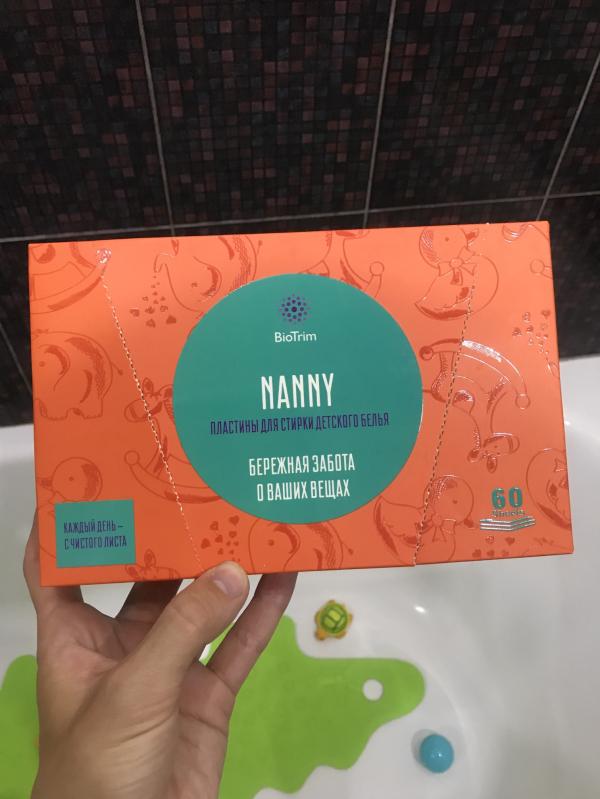 BioTrim
NANNY
ПЛАСТИНЫ ДЛЯ СТИРКИ ДЕТСКОГО БЕЛЬЯ
БЕРЕЖНАЯ ЗАБОТА
О ВАШИХ ВЕЩАХ
КАЖДЫЙ ДЕНЬ –
С ЧИСТОГО ЛИСТА
60